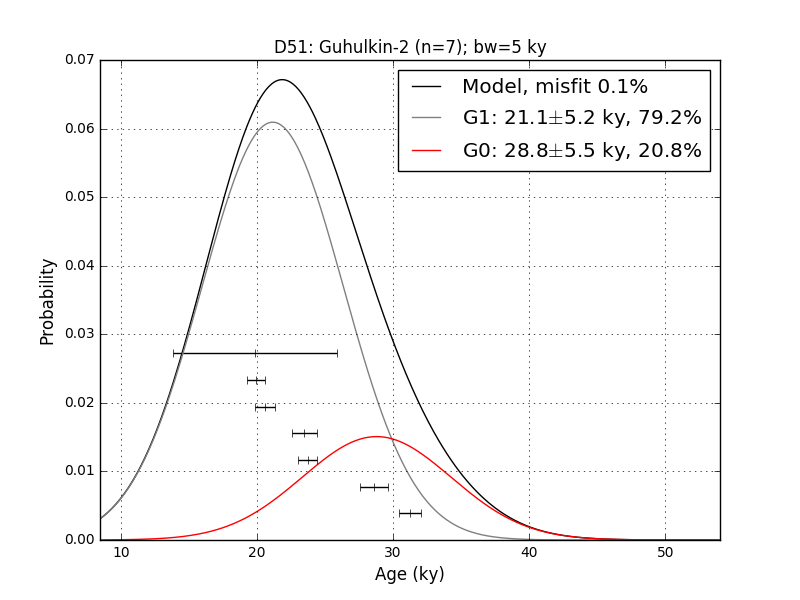 D51: Guhulkin-2 (n=7); bw=5 ky
Model, misfit 0.1%
G1: 21.1±5.2 ky, 79.2%
G0: 28.8±5.5 ky, 20.8%
Probability
0.07
0.06
0.05
0.04
0.03
0.02
0.01
0.00
10 20 30 40 50
Age (ky)